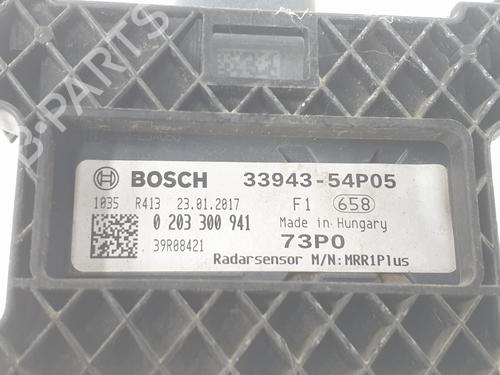 B-PARTS
BOSCH 33943-54P05
1035 R413 23.01.2017 F1 658
0 203 300 941 Made in Hungary
39R08421 73P0
Radarsensor M/N:MRR1Plus